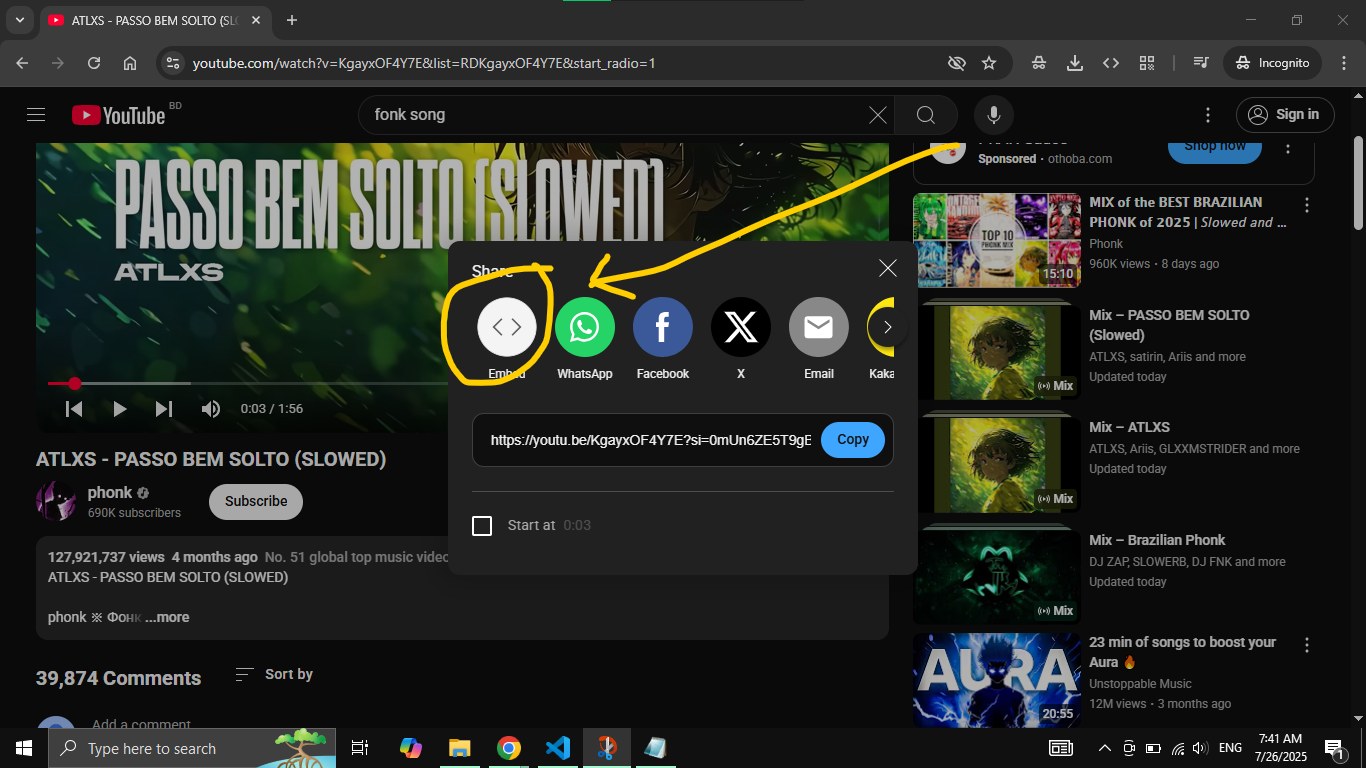 ATLXS - PASSO BEM SOLTO (SLO
youtube.com/watch?v=KgayxOF4Y7E&list=RDKgayxOF4Y7E&start_radio=1
Incognito
YouTube BD
fonk song
Sign in
PASSO BEM SOLTO (SLOWED)
ATLXS
0:03 / 1:56
ATLXS - PASSO BEM SOLTO (SLOWED)
phonk
690K subscribers
Subscribe
127,921,737 views 4 months ago No. 51 global top music videc
ATLXS - PASSO BEM SOLTO (SLOWED)
phonk ※ Фонк ...more
39,874 Comments
Sort by
Add a comment
Share
Embed
WhatsApp
Facebook
X
Email
Kaka
https://youtu.be/KgayxOF4Y7E?si=0mUn6ZE5T9gE
Copy
Start at 0:03
Sponsored · othoba.com
Shop now
TOP 10
PHONK MIX
15:10
MIX of the BEST BRAZILIAN
PHONK of 2025 | Slowed and ...
Phonk
960K views · 8 days ago
Mix
Mix – PASSO BEM SOLTO
(Slowed)
ATLXS, satirin, Ariis and more
Updated today
Mix
Mix – ATLXS
ATLXS, Ariis, GLXXMSTRIDER and more
Updated today
Mix
Mix – Brazilian Phonk
DJ ZAP, SLOWERB, DJ FNK and more
Updated today
AURA
20:55
23 min of songs to boost your
Aura 🔥
Unstoppable Music
12M views · 3 months ago
Type here to search
ENG
7:41 AM
7/26/2025
1